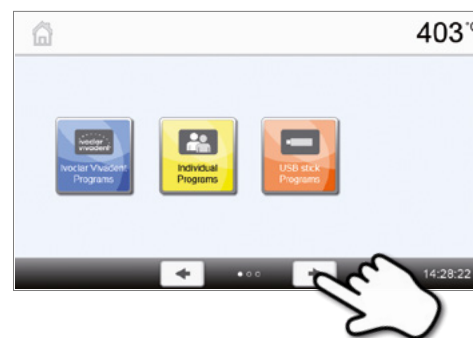 403 °C
ivoclar
vivadent
Ivoclar Vivadent
Programs
Individual
Programs
USB stick
Programs
14:28:22